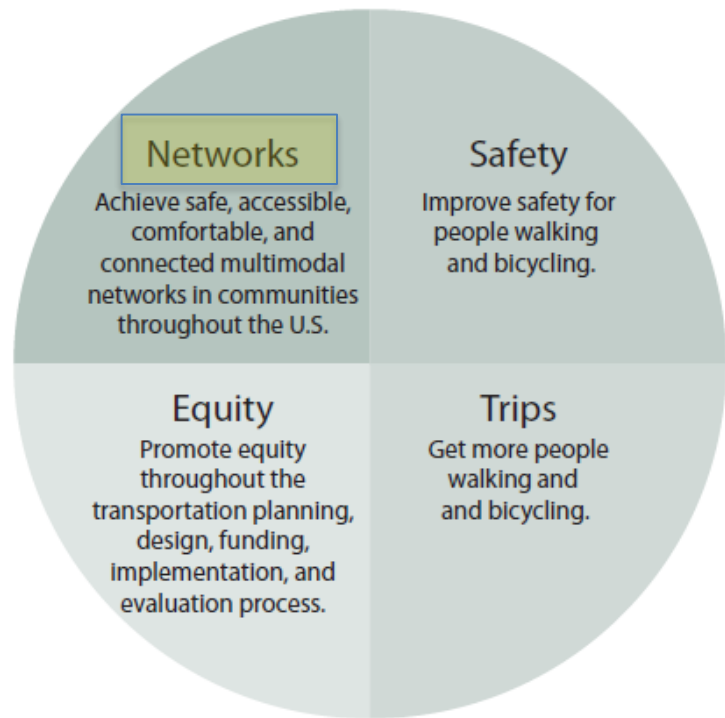 Networks
Achieve safe, accessible,
comfortable, and
connected multimodal
networks in communities
throughout the U.S.
Safety
Improve safety for
people walking
and bicycling.
Equity
Promote equity
throughout the
transportation planning,
design, funding,
implementation, and
evaluation process.
Trips
Get more people
walking and
and bicycling.